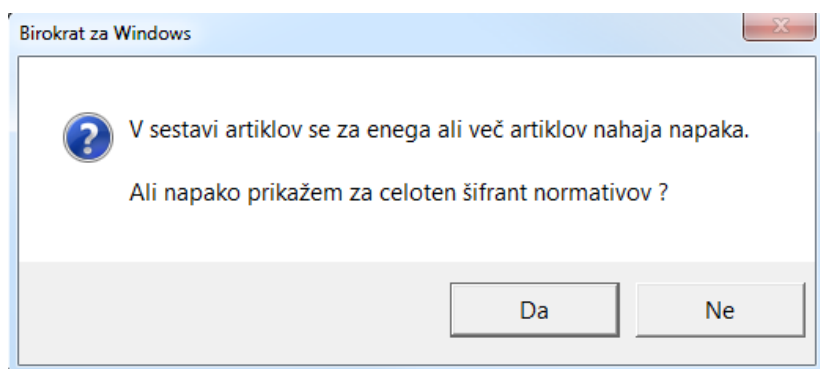 Birokrat za Windows
V sestavi artiklov se za enega ali več artiklov nahaja napaka.
Ali napako prikažem za celoten šifrant normativov ?
Da
Ne